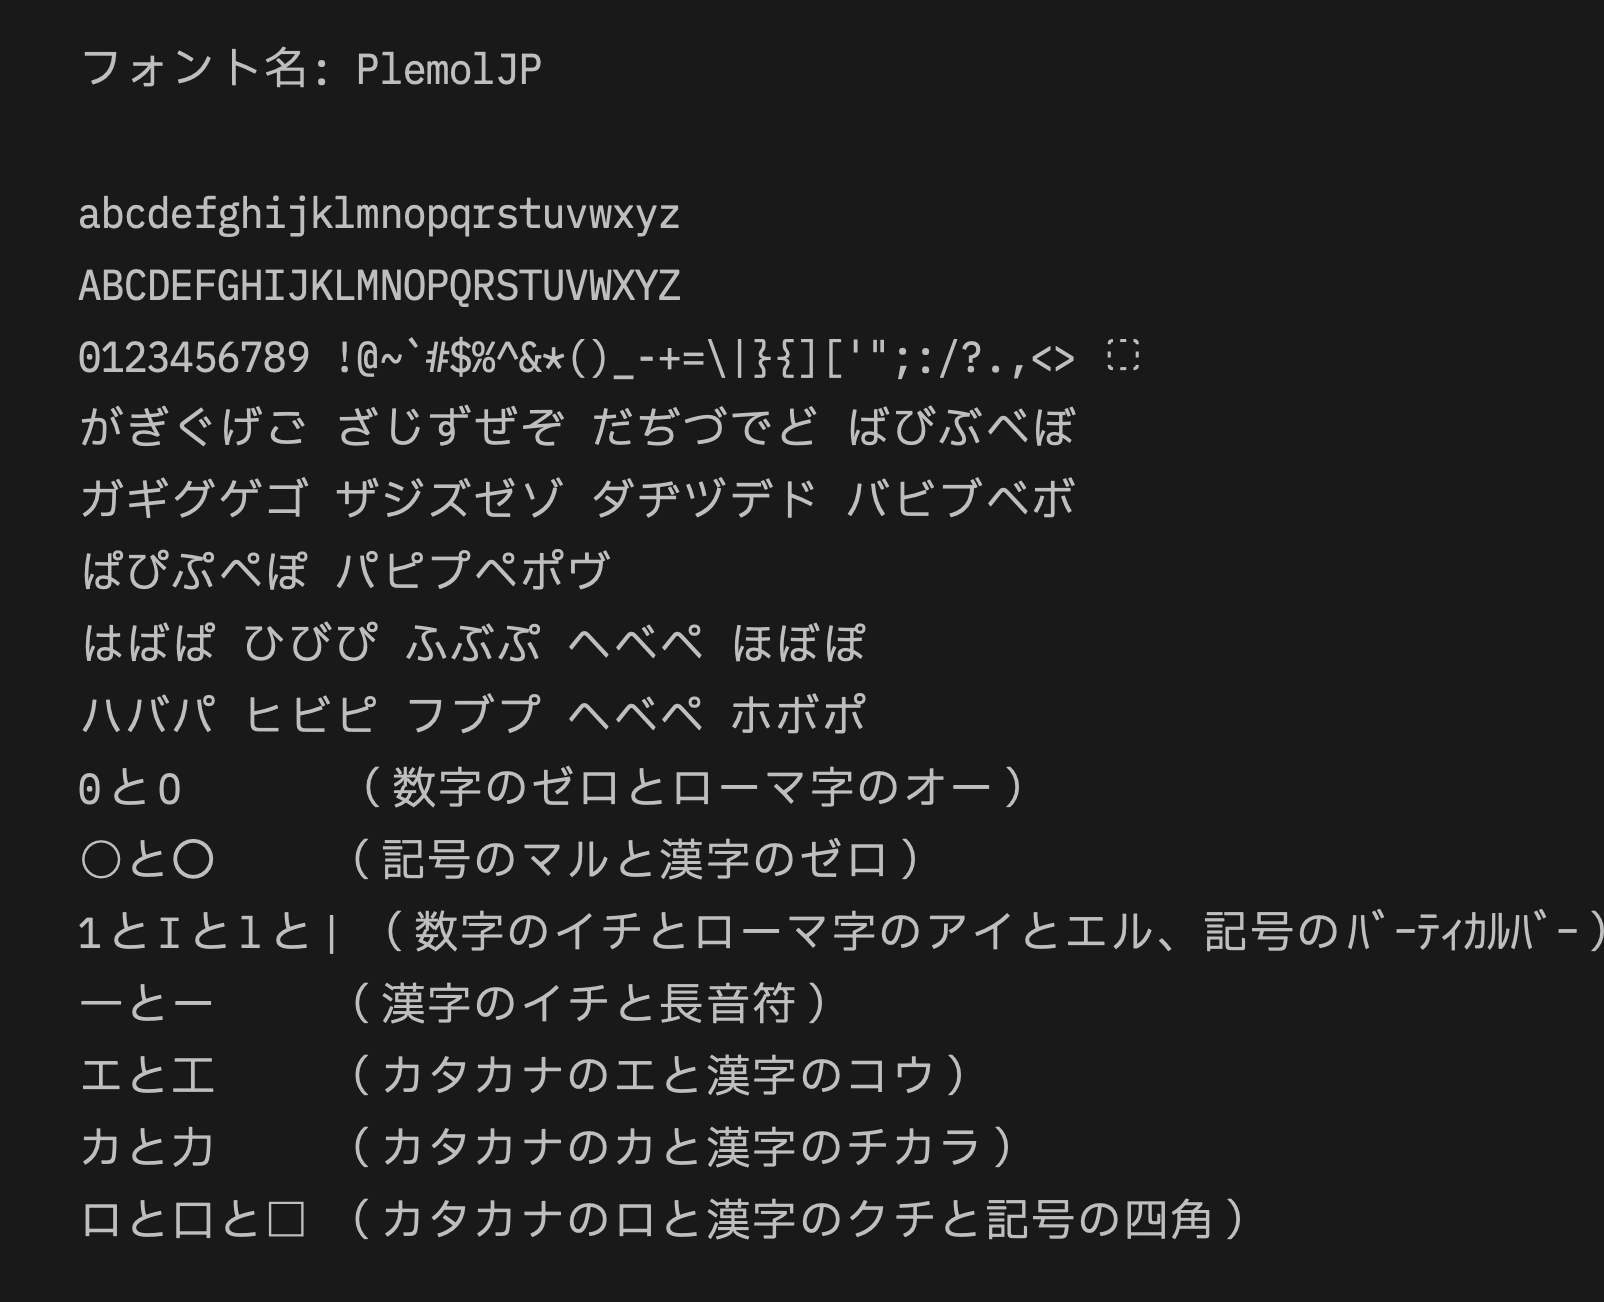 フォント名: PlemolJP
abcdefghijklmnopqrstuvwxyz
ABCDEFGHIJKLMNOPQRSTUVWXYZ
0123456789 !@~`#$%^&*()_-+=\|}{]['";:/?.,<> 　
がぎぐげご ざじずぜぞ だぢづでど ばびぶべぼ
ガギグゲゴ ザジズゼゾ ダヂヅデド バビブベボ
ぱぴぷぺぽ パピプペポヴ
はばぱ ひびぴ ふぶぷ へべぺ ほぼぽ
ハバパ ヒビピ フブプ ヘベペ ホボポ
0とO        (数字のゼロとローマ字のオー)
○と〇      (記号のマルと漢字のゼロ)
1とIとlと| (数字のイチとローマ字のアイとエル、記号のﾊﾞｰﾃｨｶﾙﾊﾞｰ)
一とー      (漢字のイチと長音符)
エと工      (カタカナのエと漢字のコウ)
カと力      (カタカナのカと漢字のチカラ)
ロと口と□ (カタカナのロと漢字のクチと記号の四角)